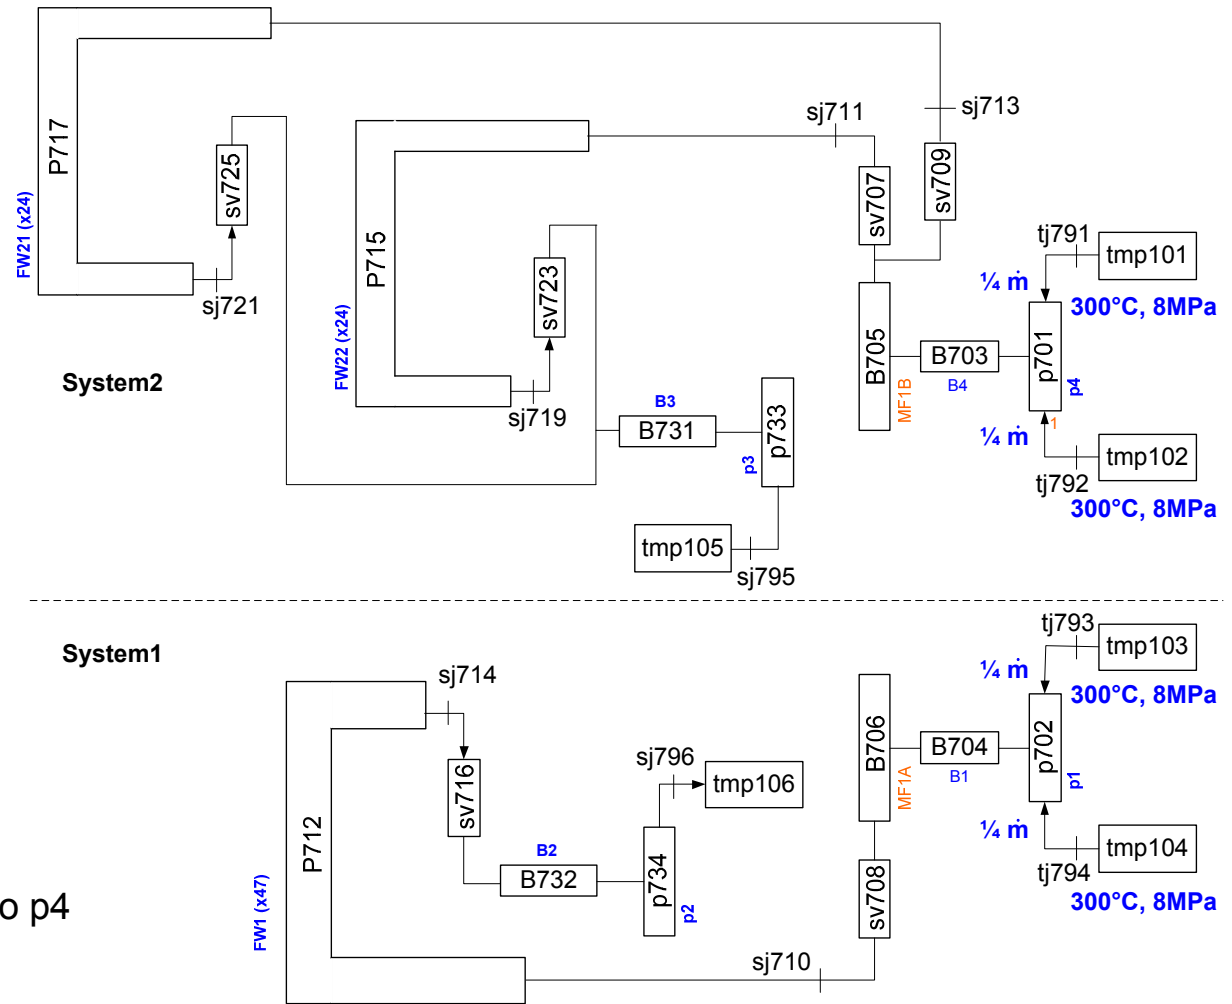 sj711
sj713
P717
sv725
FW21 (x24)
sj721
P715
sv707
sv709
tj791
tmp101
¼ ṁ
300°C, 8MPa
sv723
FW22 (x24)
sj719
System2
B705
MF1B
B703
B4
p701
p4
1
B3
B731
p733
p3
¼ ṁ
tmp102
tj792
300°C, 8MPa
tmp105
sj795
System1
sj714
tj793
tmp103
¼ ṁ
300°C, 8MPa
sv716
sj796
tmp106
B706
MF1A
B704
B1
p702
p1
P712
B2
B732
p734
p2
sv708
¼ ṁ
tmp104
tj794
300°C, 8MPa
o p4
FW1 (x47)
sj710